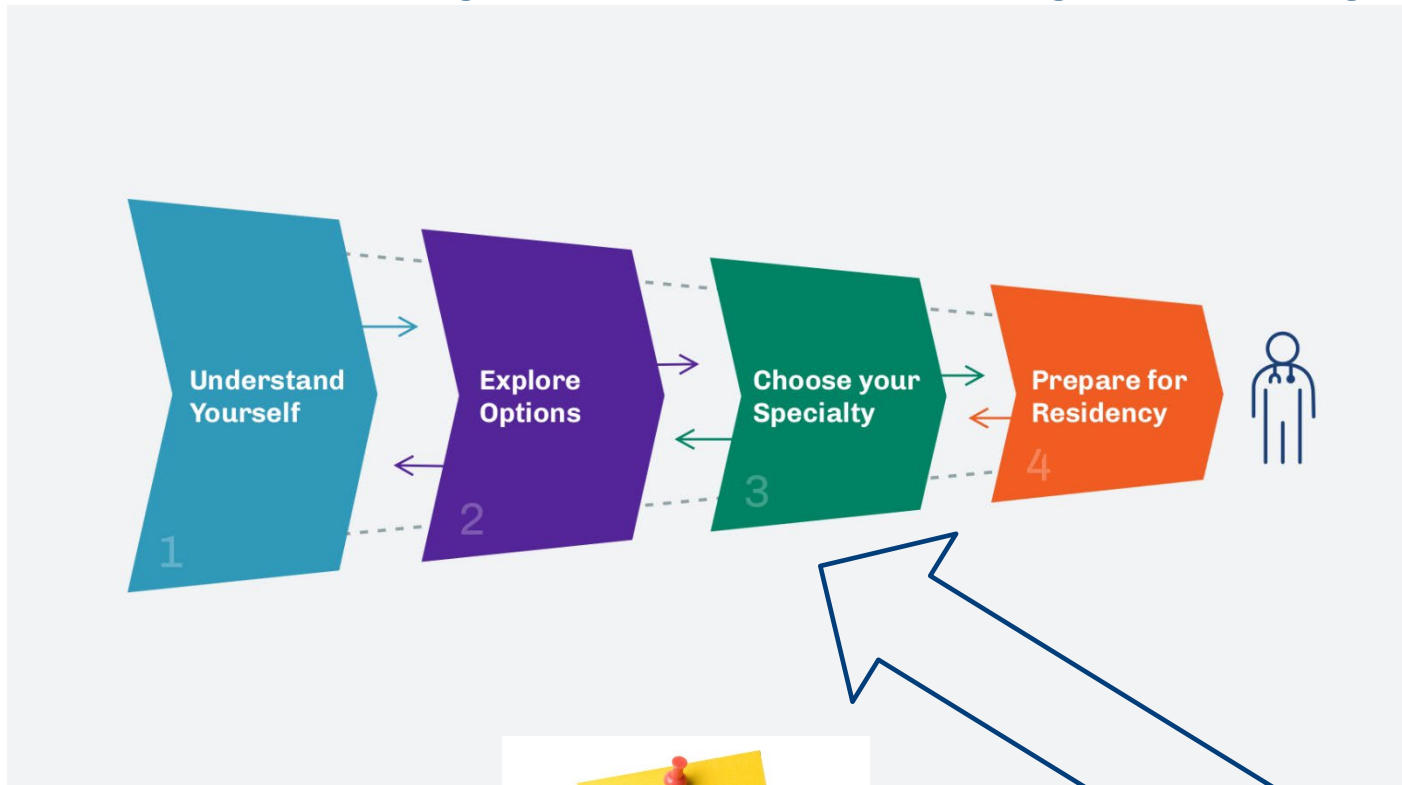 Understand
Yourself
1
Explore
Options
2
Choose your
Specialty
3
Prepare for
Residency
4